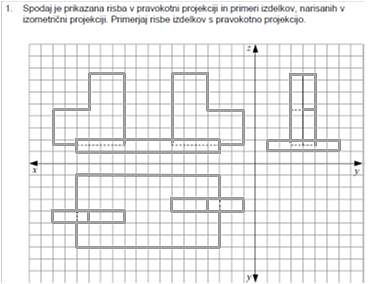 1. Spodaj je prikazana risba v pravokotni projekciji in primeri izdelkov, narisanih v
izometrični projekciji. Primerjaj risbe izdelkov s pravokotno projekcijo.
z
x
y
y